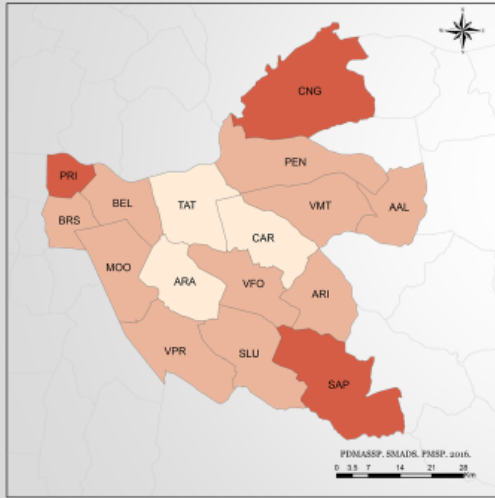 N
CNG
PEN
PRI
BEL
TAT
VMT
AAL
BRS
CAR
MOO
ARA
VFO
ARI
VPR
SLU
SAP
PDMASSP. SMADS. PMSP. 2016.
0 3,5 7 14 21 28
Km